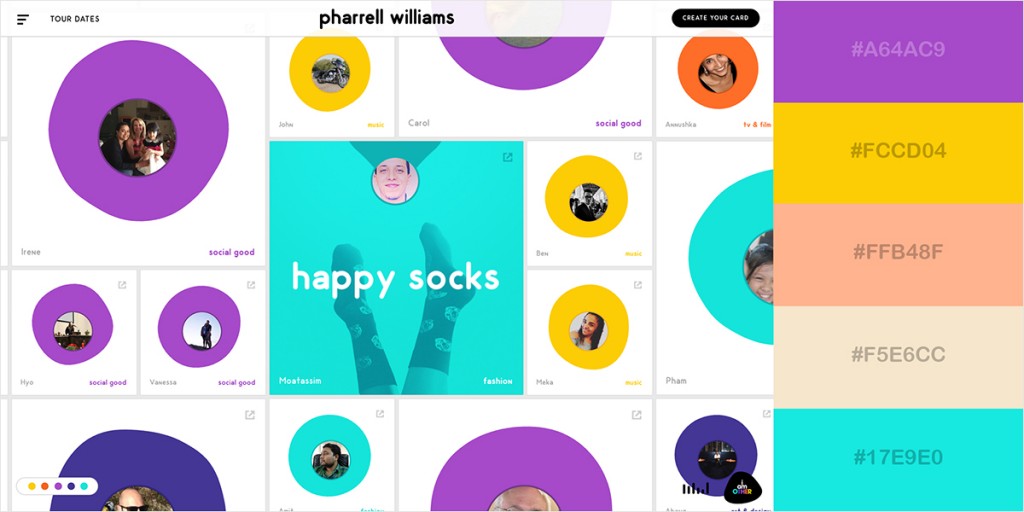 TOUR DATES
pharrell williams
CREATE YOUR CARD
John
music
Carol
social good
Annushka
tv & film
Irene
social good
happy socks
Moatassim
fashion
Ben
music
Hyo
social good
Vanessa
social good
Meka
music
Pham
i am OTHER
#A64AC9
#FCCD04
#FFB48F
#F5E6CC
#17E9E0